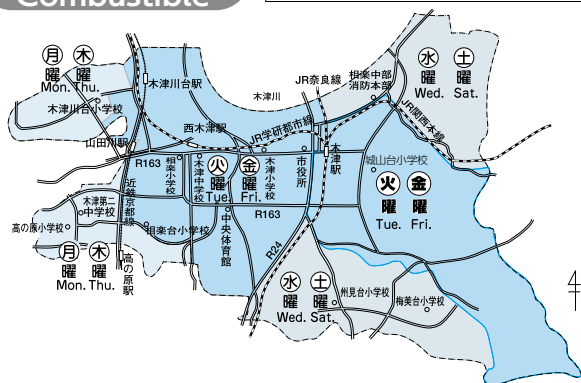 Combustible
月 木
曜 曜
Mon. Thu.
木津川台小学校
木津川台駅
木津川
JR奈良線
相楽中部
消防本部
水 土
曜 曜
Wed. Sat.
JR関西本線
西木津駅
JR学研都市線
山田川駅
R163
相楽小学校
木津中学校
火 金
曜 曜
Tue. Fri.
木津小学校
市役所
木津駅
城山台小学校
火 金
曜 曜
Tue. Fri.
近鉄京都線
木津第二
中学校
高の原小学校
相楽台小学校
中央体育館
R163
R24
月 木
曜 曜
Mon. Thu.
高の原駅
水 土
曜 曜
Wed. Sat.
州見台小学校
梅美台小学校